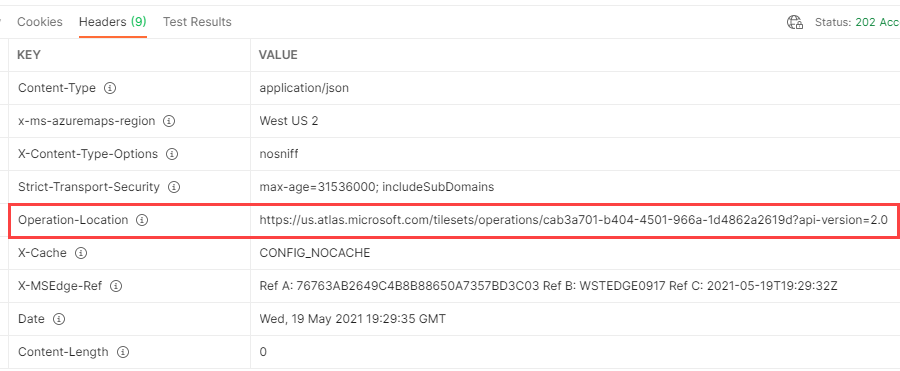 Cookies Headers (9) Test Results Status: 202 Acc
KEY VALUE
Content-Type application/json
x-ms-azuremaps-region West US 2
X-Content-Type-Options nosniff
Strict-Transport-Security max-age=31536000; includeSubDomains
Operation-Location https://us.atlas.microsoft.com/tilesets/operations/cab3a701-b404-4501-966a-1d4862a2619d?api-version=2.0
X-Cache CONFIG_NOCACHE
X-MSEdge-Ref Ref A: 76763AB2649C4B8B88650A7357BD3C03 Ref B: WSTEDGE0917 Ref C: 2021-05-19T19:29:32Z
Date Wed, 19 May 2021 19:29:35 GMT
Content-Length 0